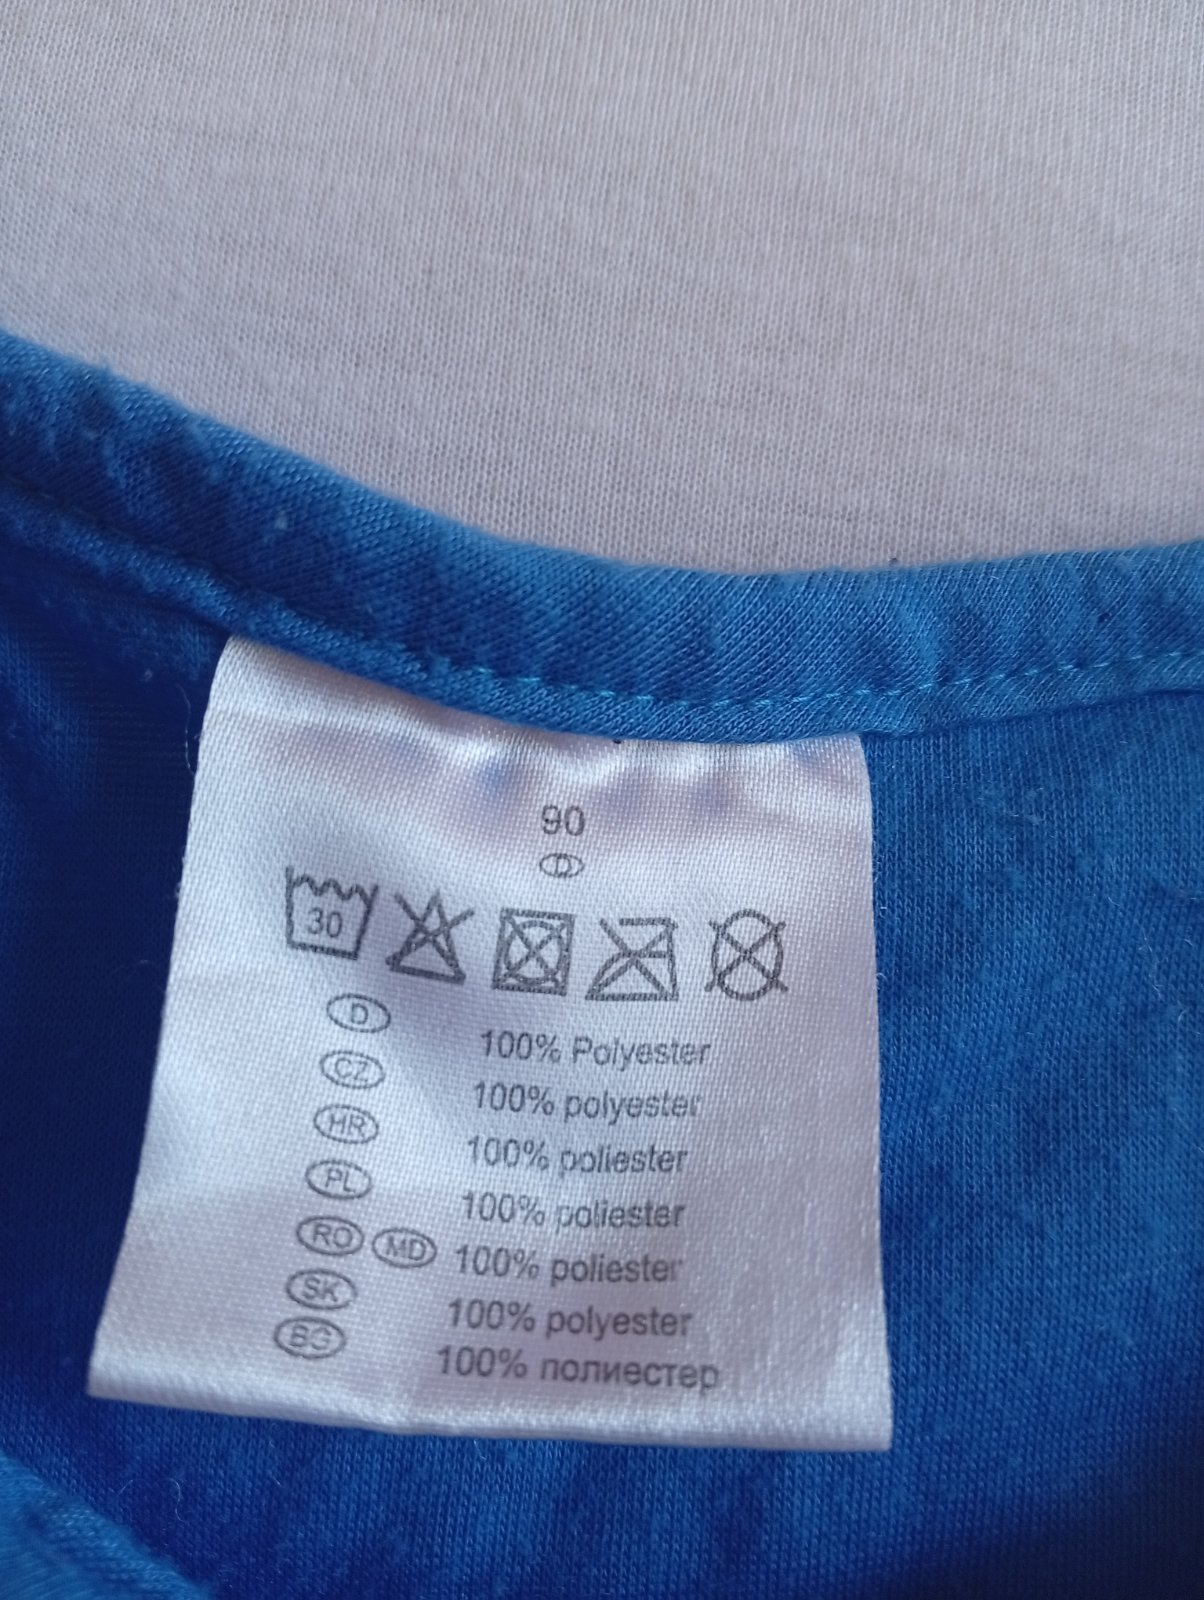 90
D
30
D 100% Polyester
CZ 100% polyester
HR 100% poliester
PL 100% poliester
RO MD 100% poliester
SK 100% polyester
BG 100% полиестер